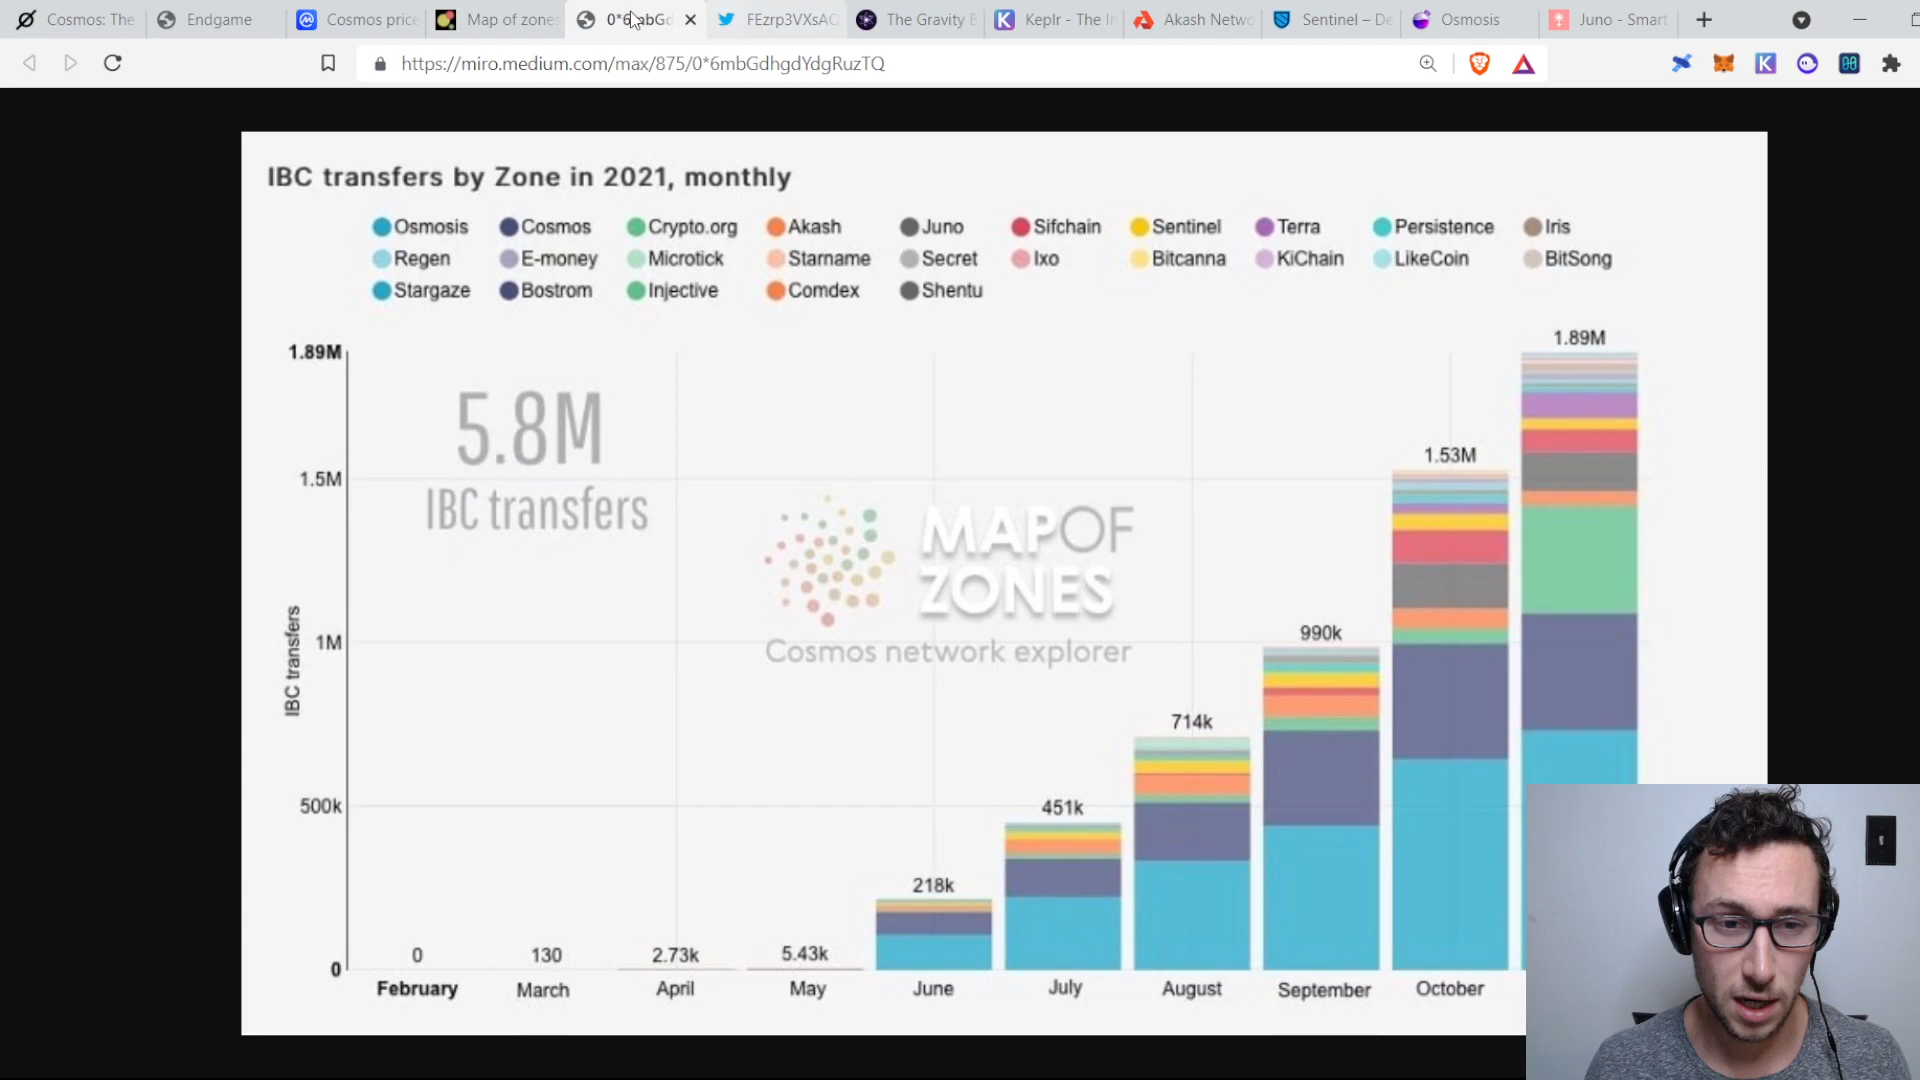 Cosmos: The
Endgame
Cosmos price
Map of zones
FEzrp3VXsAC
The Gravity B
Keplr - The In
Akash Netwo
Sentinel – De
Osmosis
Juno - Smart
https://miro.medium.com/max/875/0*6mbGdhgdYdgRuzTQ
IBC transfers by Zone in 2021, monthly
Osmosis Cosmos Crypto.org Akash Juno Sifchain Sentinel Terra Persistence Iris
Regen E-money Microtick Starname Secret Ixo Bitcanna KiChain LikeCoin BitSong
Stargaze Bostrom Injective Comdex Shentu
1.89M
1.89M
5.8M
IBC transfers
1.53M
1.5M
MAPOF
ZONES
Cosmos network explorer
990k
1M
IBC transfers
714k
451k
500k
218k
0 130 2.73k 5.43k
0
February March April May June July August September October